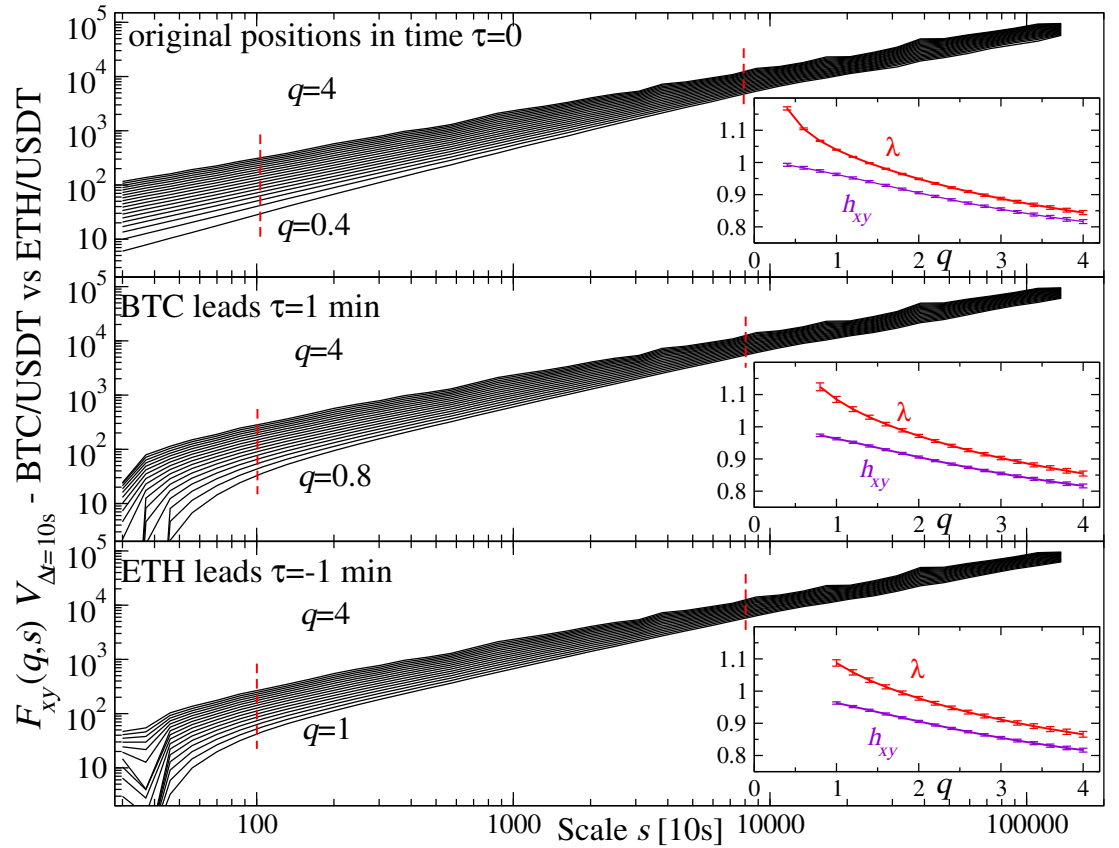 F_xy(q,s) V_Δt=10s - BTC/USDT vs ETH/USDT
10^5
10^4
10^3
10^2
10
original positions in time τ=0
q=4
q=0.4
1.1
1
0.9
0.8
λ
h_xy
0 1 2 q 3 4
10^5
10^4
10^3
10^2
10
BTC leads τ=1 min
q=4
q=0.8
1.1
1
0.9
0.8
λ
h_xy
0 1 2 q 3 4
10^5
10^4
10^3
10^2
10
ETH leads τ=-1 min
q=4
q=1
1.1
1
0.9
0.8
λ
h_xy
0 1 2 q 3 4
100 1000 10000 100000
Scale s [10s]